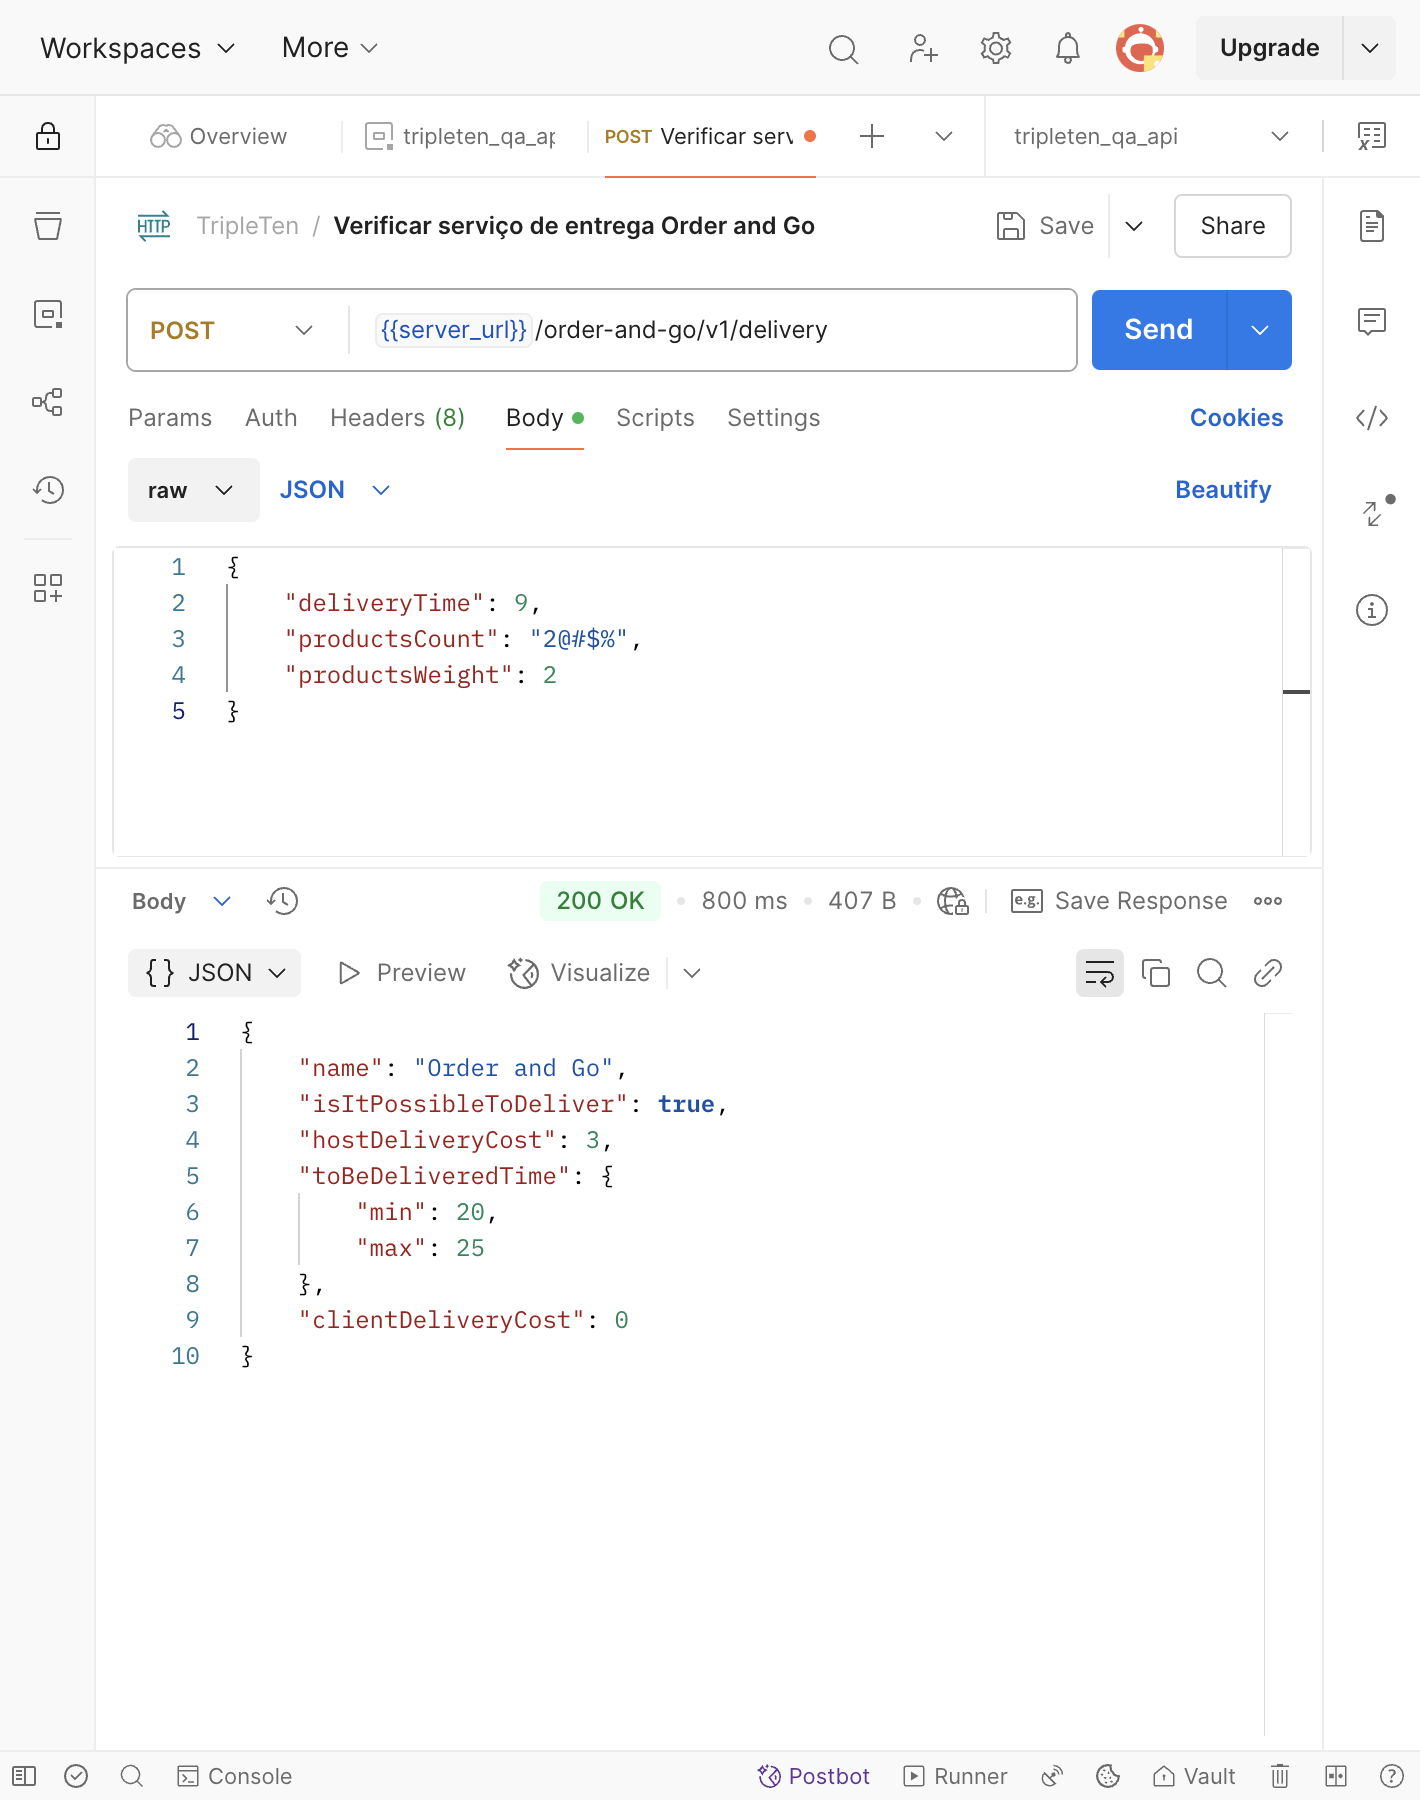 Workspaces More Upgrade
Overview tripleten_qa_ap POST Verificar serv tripleten_qa_api
HTTP TripleTen / Verificar serviço de entrega Order and Go Save Share
POST {{server_url}}/order-and-go/v1/delivery Send
Params Auth Headers (8) Body Scripts Settings Cookies
raw JSON Beautify
1 {
2 "deliveryTime": 9,
3 "productsCount": "2@#$%",
4 "productsWeight": 2
5 }
Body 200 OK • 800 ms • 407 B • e.g. Save Response
{} JSON Preview Visualize
1 {
2 "name": "Order and Go",
3 "isItPossibleToDeliver": true,
4 "hostDeliveryCost": 3,
5 "toBeDeliveredTime": {
6 "min": 20,
7 "max": 25
8 },
9 "clientDeliveryCost": 0
10 }
Console Postbot Runner Vault